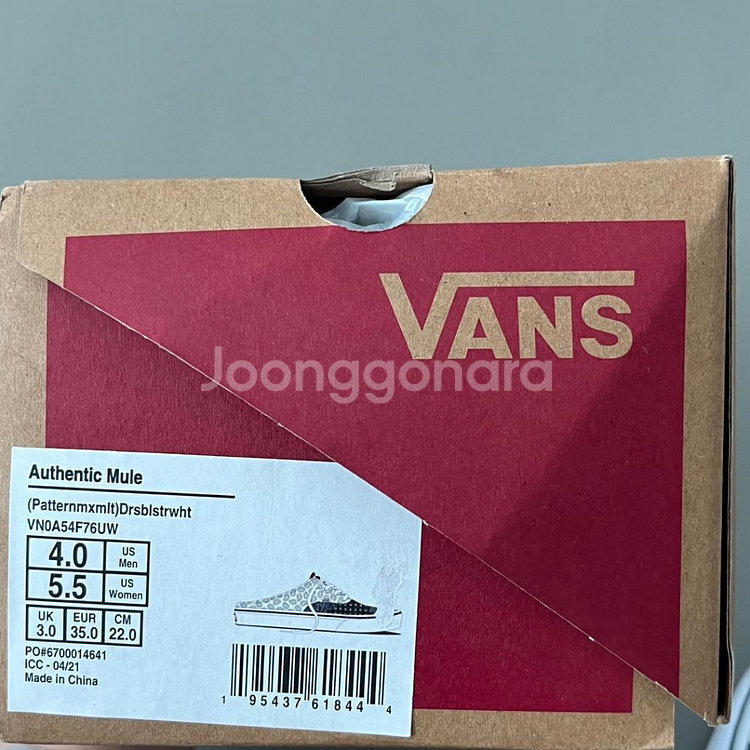 VANS
Joonggonara
Authentic Mule
(Patternmxmlt)Drsblstrwht
VN0A54F76UW
4.0 US Men
5.5 US Women
UK 3.0 EUR 35.0 CM 22.0
PO#6700014641
ICC - 04/21
Made in China
1 95437 61844 4